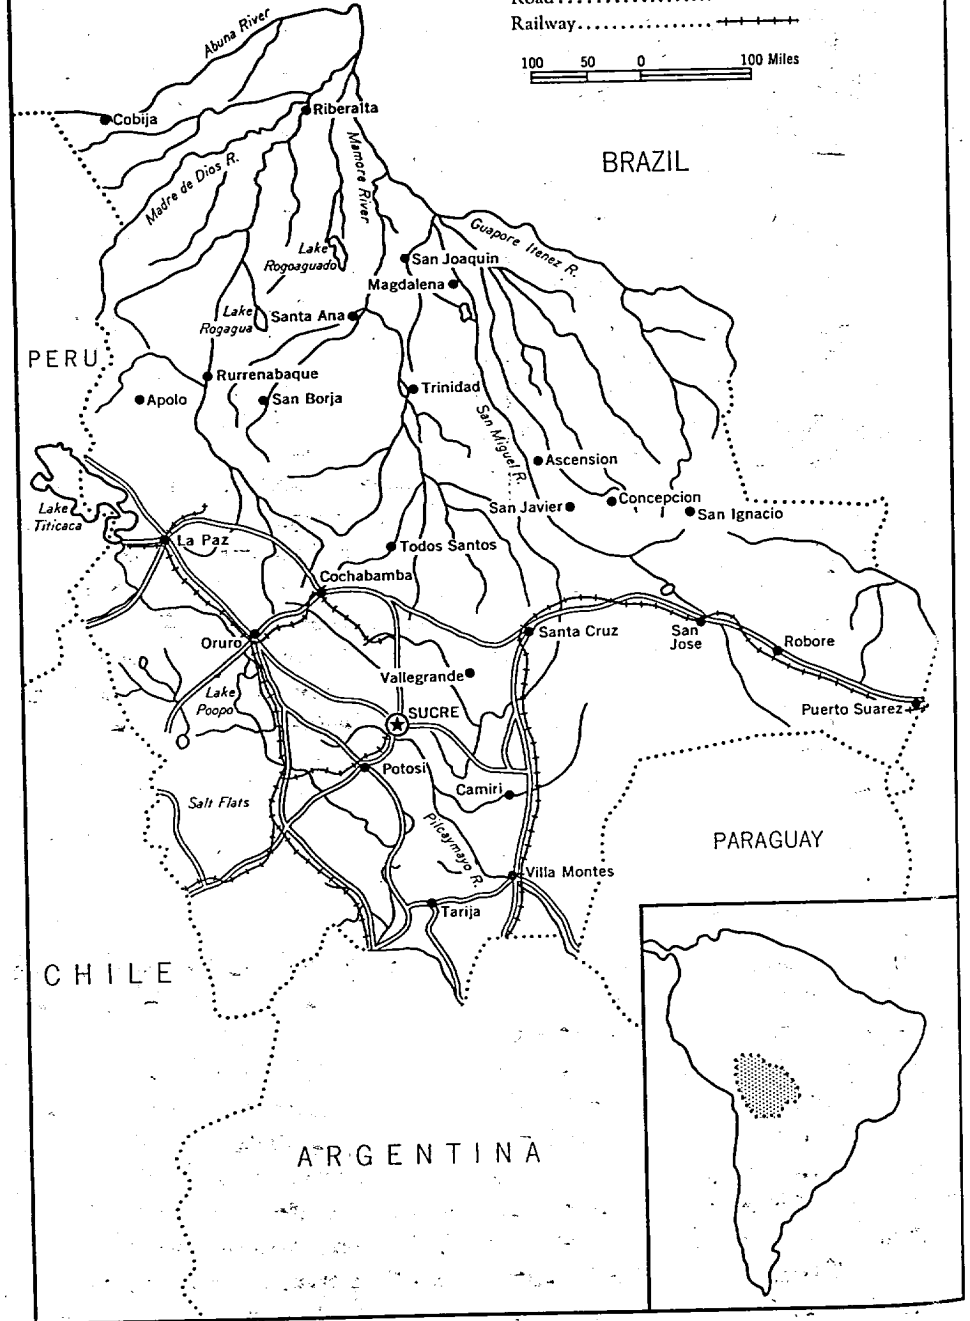 Road....................
Railway..............
100 50 0 100 Miles
Abuna River
Cobija
Riberalta
Madre de Dios R.
Mamore River
BRAZIL
Guapore Itenez R.
Lake
Rogoaguado
San Joaquin
Magdalena
Lake
Rogagua
Santa Ana
PERU
Rurrenabaque
Apolo
San Borja
Trinidad
San Miguel R.
Ascension
Lake
Titicaca
San Javier
Concepcion
San Ignacio
La Paz
Todos Santos
Cochabamba
Oruro
Santa Cruz
San
Jose
Robore
Vallegrande
Lake
Poopo
SUCRE
Puerto Suarez
Potosi
Camiri
Salt Flats
Pilcaymayo R.
PARAGUAY
Villa Montes
Tarija
CHILE
ARGENTINA